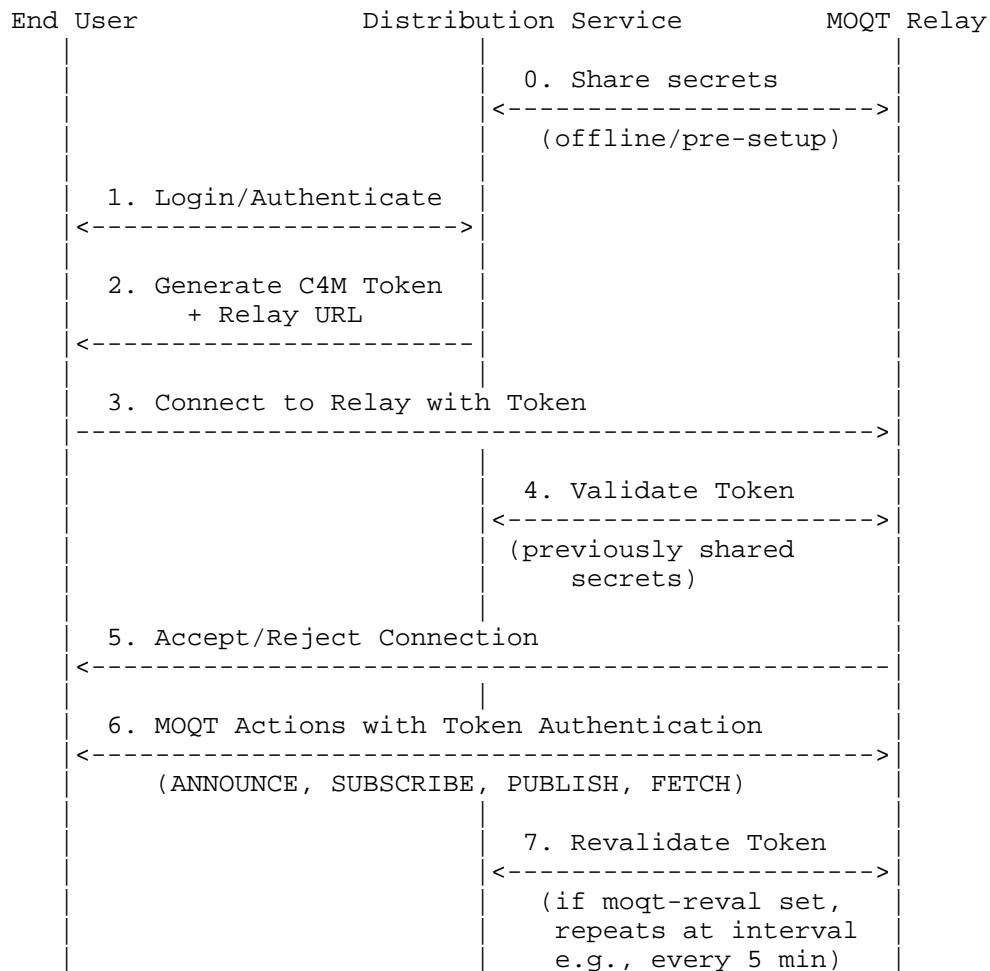 End User Distribution Service MOQT Relay
0. Share secrets
(offline/pre-setup)
1. Login/Authenticate
2. Generate C4M Token
+ Relay URL
3. Connect to Relay with Token
4. Validate Token
(previously shared
secrets)
5. Accept/Reject Connection
6. MOQT Actions with Token Authentication
(ANNOUNCE, SUBSCRIBE, PUBLISH, FETCH)
7. Revalidate Token
(if moqt-reval set,
repeats at interval
e.g., every 5 min)